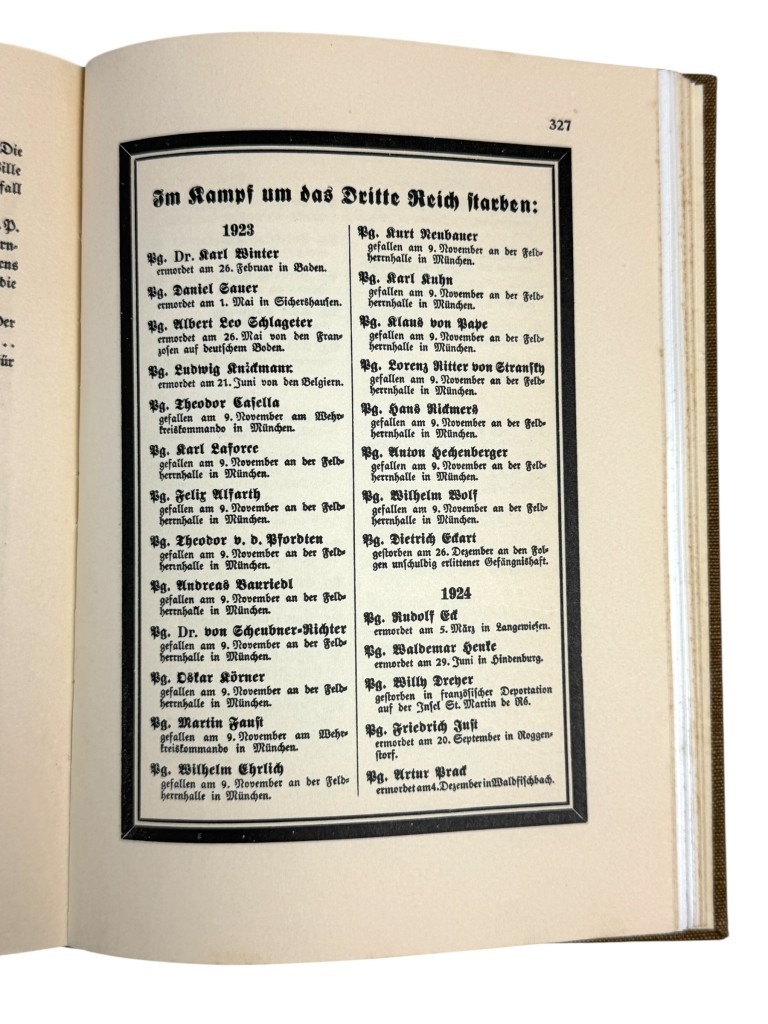 Die
ille
fall
P.
rn-
ens
die
Der
...
ür
327
Im Kampf um das Dritte Reich starben:
1923
Pg. Dr. Karl Winter
ermordet am 26. Februar in Baden.
Pg. Daniel Sauer
ermordet am 1. Mai in Sichershausen.
Pg. Albert Leo Schlageter
ermordet am 26. Mai von den Fran-
zosen auf deutschem Boden.
Pg. Ludwig Knickmann
ermordet am 21. Juni von den Belgiern.
Pg. Theodor Casella
gefallen am 9. November am Wehr-
kreiskommando in München.
Pg. Karl Laforce
gefallen am 9. November an der Feld-
herrnhalle in München.
Pg. Felix Alfarth
gefallen am 9. November an der Feld-
herrnhalle in München.
Pg. Theodor v. d. Pfordten
gefallen am 9. November an der Feld-
herrnhalle in München.
Pg. Andreas Bauriedl
gefallen am 9. November an der Feld-
herrnhalle in München.
Pg. Dr. von Scheubner-Richter
gefallen am 9. November an der Feld-
herrnhalle in München.
Pg. Oskar Körner
gefallen am 9. November an der Feld-
herrnhalle in München.
Pg. Martin Faust
gefallen am 9. November am Wehr-
kreiskommando in München.
Pg. Wilhelm Ehrlich
gefallen am 9. November an der Feld-
herrnhalle in München.
Pg. Kurt Neubauer
gefallen am 9. November an der Feld-
herrnhalle in München.
Pg. Karl Kuhn
gefallen am 9. November an der Feld-
herrnhalle in München.
Pg. Klaus von Pape
gefallen am 9. November an der Feld-
herrnhalle in München.
Pg. Lorenz Ritter von Stransky
gefallen am 9. November an der Feld-
herrnhalle in München.
Pg. Hans Rickmers
gefallen am 9. November an der Feld-
herrnhalle in München.
Pg. Anton Hechenberger
gefallen am 9. November an der Feld-
herrnhalle in München.
Pg. Wilhelm Wolf
gefallen am 9. November an der Feld-
herrnhalle in München.
Pg. Dietrich Eckart
gestorben am 26. Dezember an den Fol-
gen unschuldig erlittener Gefängnishaft.
1924
Pg. Rudolf Eck
ermordet am 5. März in Langewiesen.
Pg. Waldemar Henke
ermordet am 29. Juni in Hindenburg.
Pg. Willy Dreyer
gestorben in französischer Deportation
auf der Insel St. Martin de Ré.
Pg. Friedrich Just
ermordet am 20. September in Roggen-
storf.
Pg. Artur Prack
ermordet am 4. Dezember in Waldfischbach.